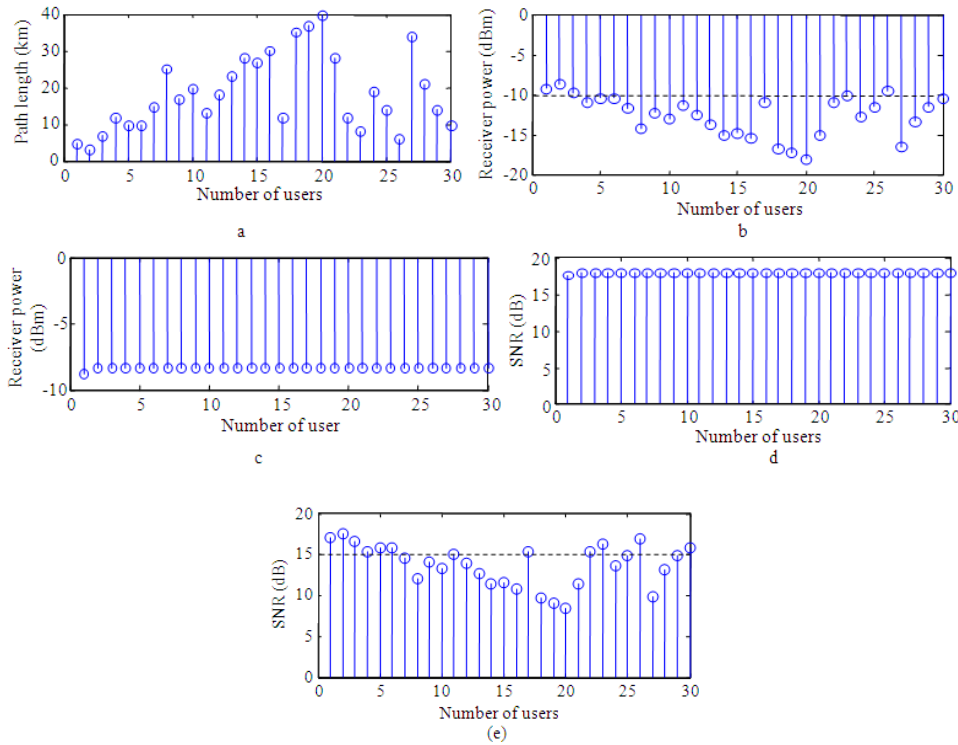 40
30
20
10
0
Path length (km)
0 5 10 15 20 25 30
Number of users
a
0
-5
-10
-15
-20
Receiver power (dBm)
0 5 10 15 20 25 30
Number of users
b
0
-5
-10
Receiver power
(dBm)
0 5 10 15 20 25 30
Number of user
c
20
15
10
5
0
SNR (dB)
0 5 10 15 20 25 30
Number of users
d
20
15
10
5
0
SNR (dB)
0 5 10 15 20 25 30
Number of users
(e)